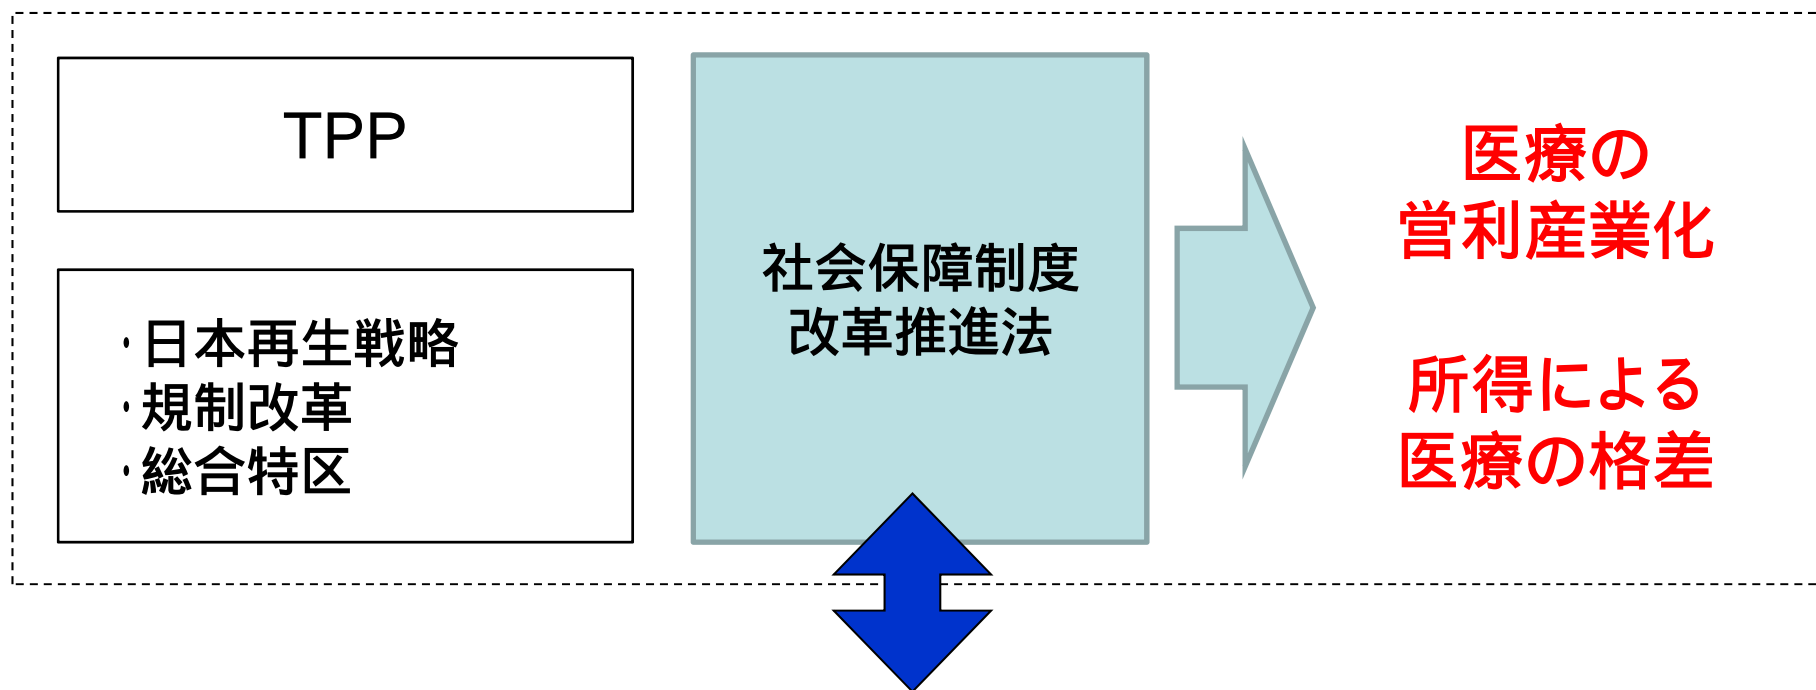 TPP
・日本再生戦略
・規制改革
・総合特区
社会保障制度
改革推進法
医療の
営利産業化
所得による
医療の格差